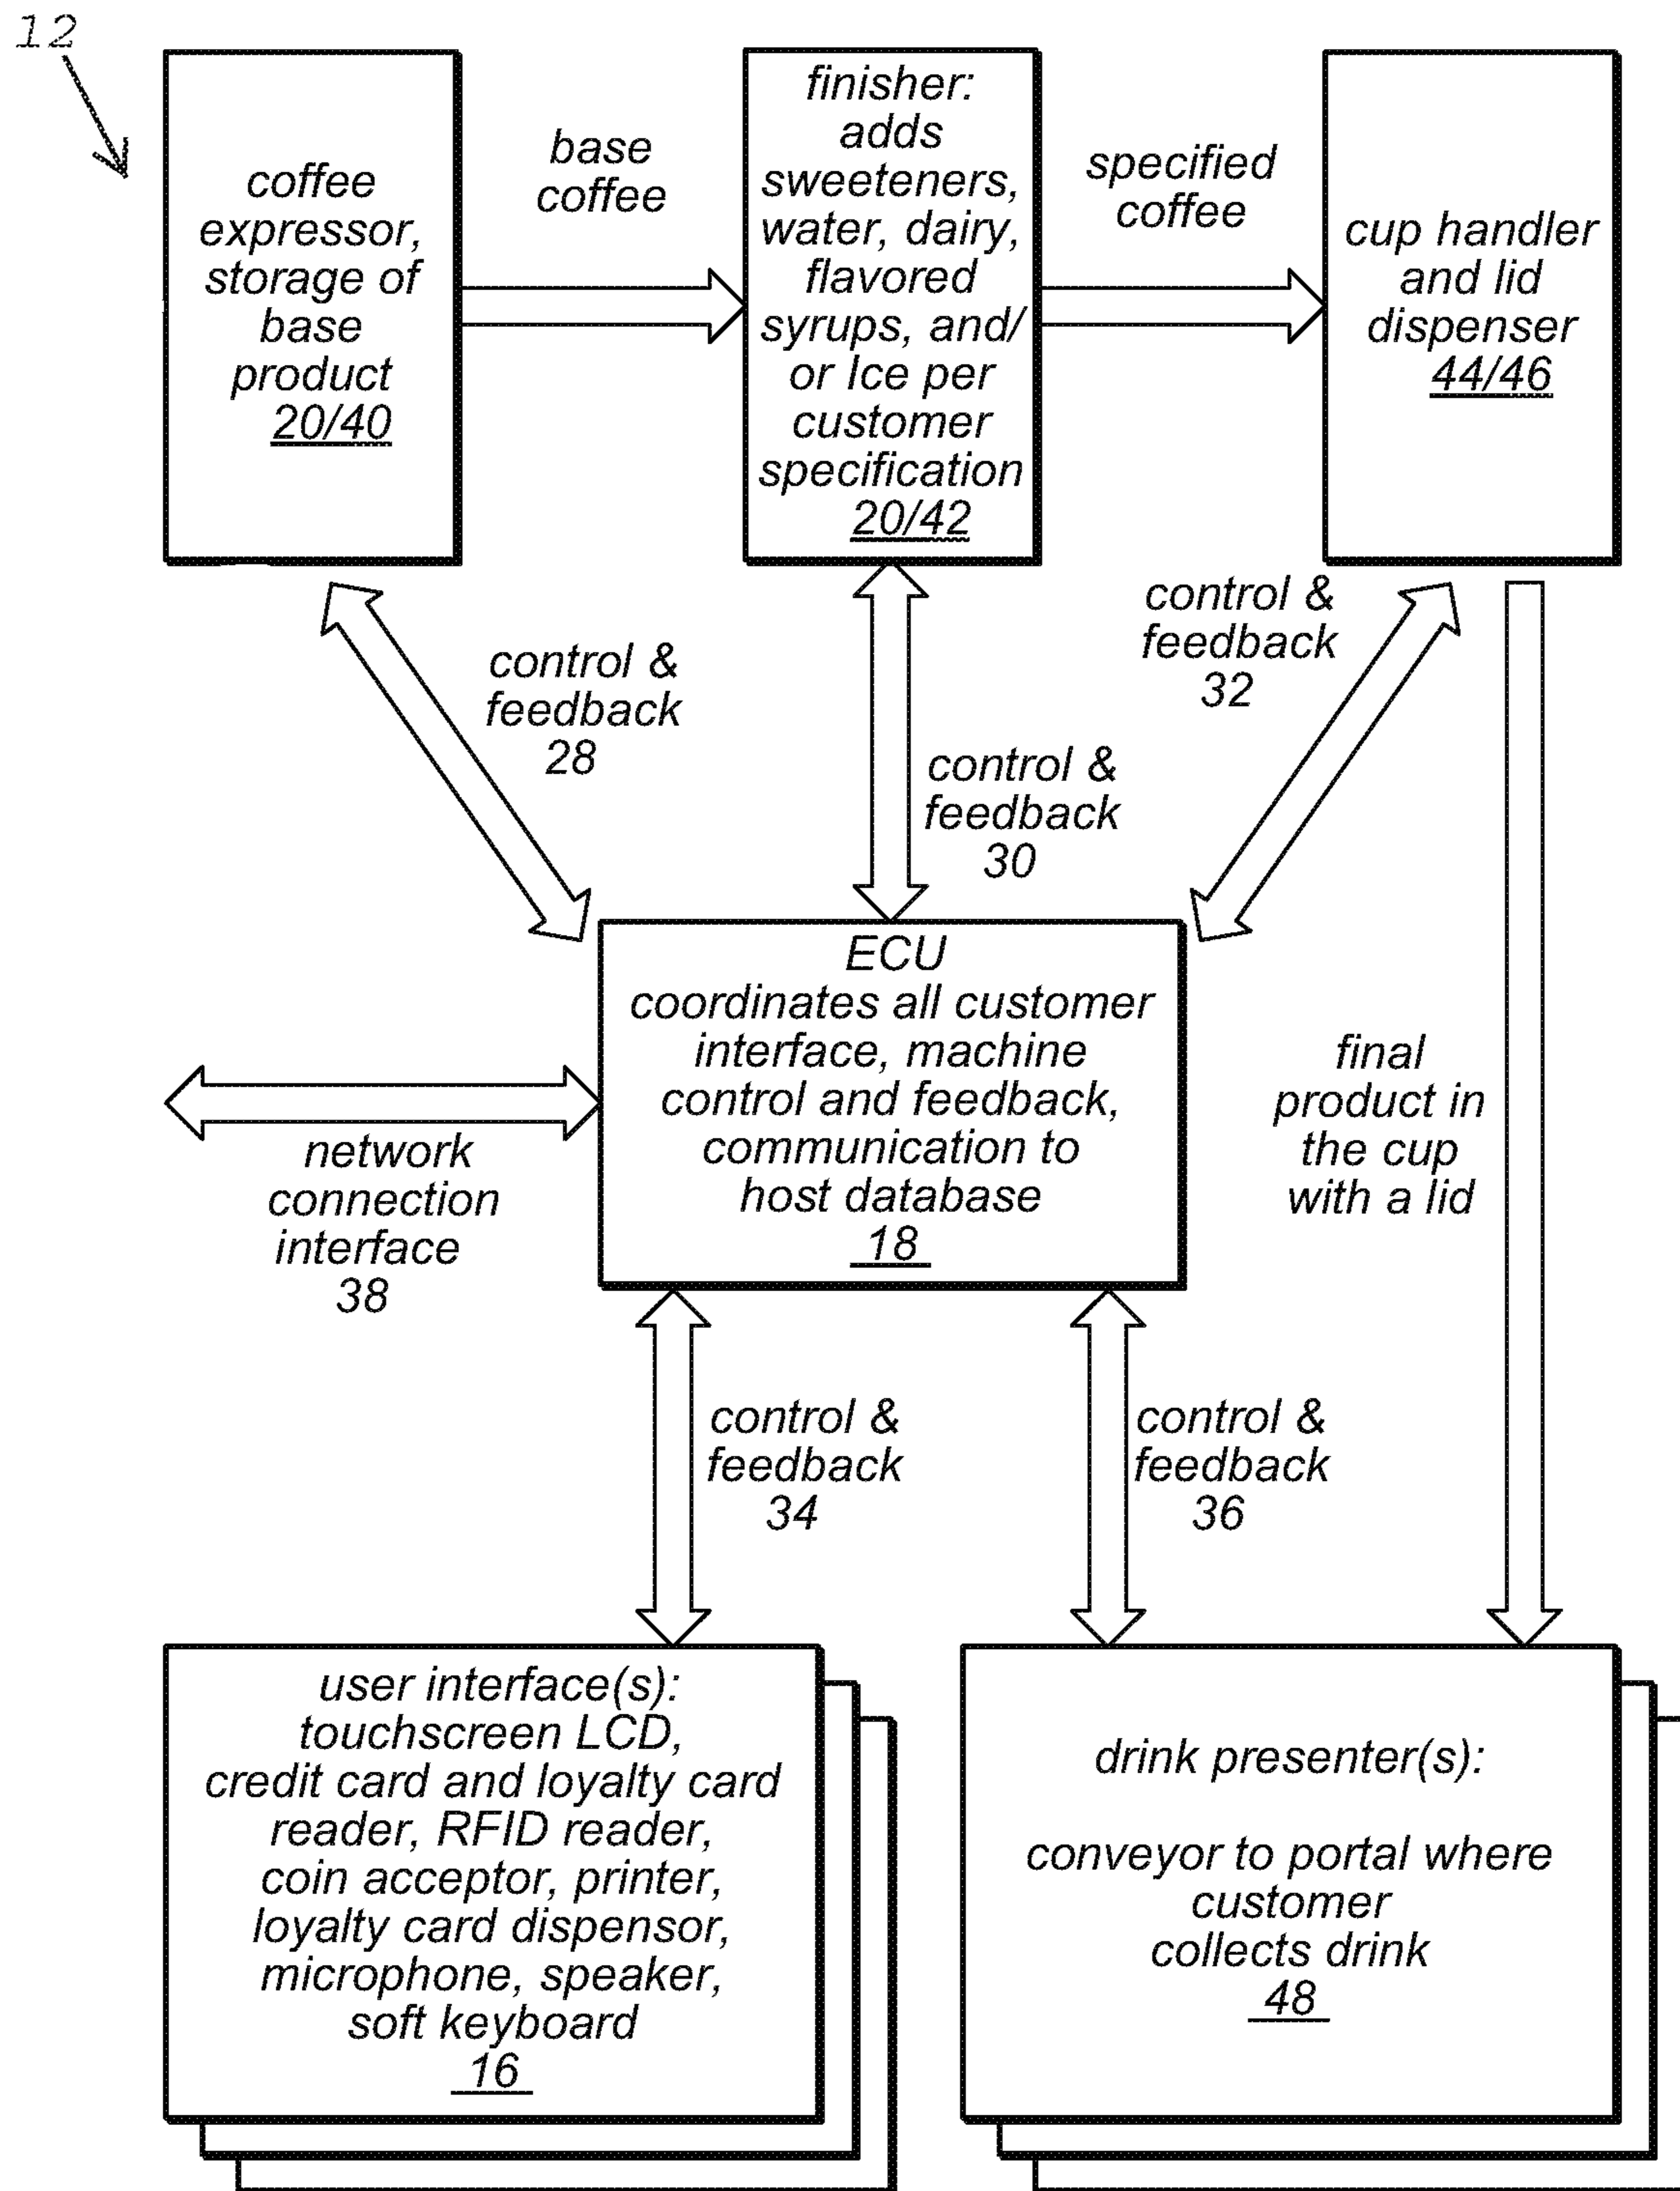 12
coffee
expressor,
storage of
base
product
20/40
base
coffee
finisher:
adds
sweeteners,
water, dairy,
flavored
syrups, and/
or Ice per
customer
specification
20/42
specified
coffee
cup handler
and lid
dispenser
44/46
control &
feedback
28
control &
feedback
30
control &
feedback
32
ECU
coordinates all customer
interface, machine
control and feedback,
communication to
host database
18
network
connection
interface
38
final
product in
the cup
with a lid
control &
feedback
34
control &
feedback
36
user interface(s):
touchscreen LCD,
credit card and loyalty card
reader, RFID reader,
coin acceptor, printer,
loyalty card dispensor,
microphone, speaker,
soft keyboard
16
drink presenter(s):
conveyor to portal where
customer
collects drink
48